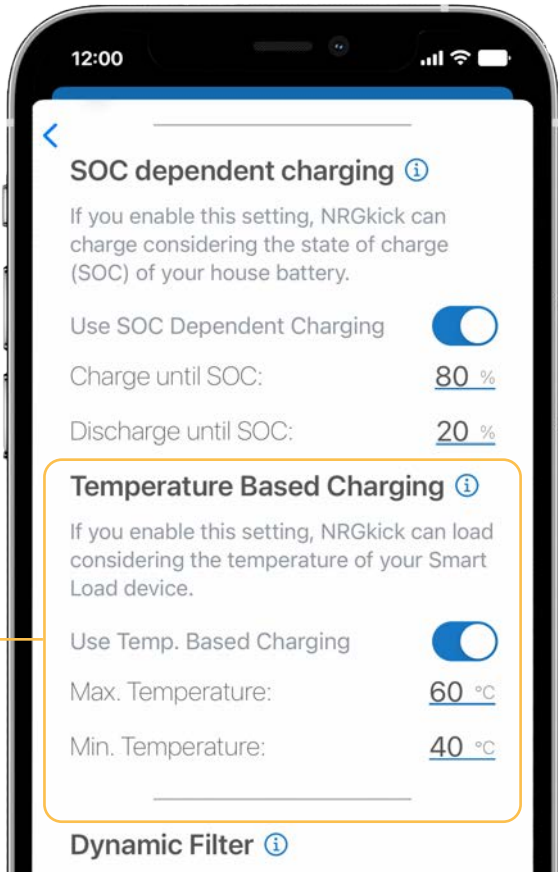 12:00
SOC dependent charging
If you enable this setting, NRGkick can
charge considering the state of charge
(SOC) of your house battery.
Use SOC Dependent Charging
Charge until SOC: 80 %
Discharge until SOC: 20 %
Temperature Based Charging
If you enable this setting, NRGkick can load
considering the temperature of your Smart
Load device.
Use Temp. Based Charging
Max. Temperature: 60 °C
Min. Temperature: 40 °C
Dynamic Filter